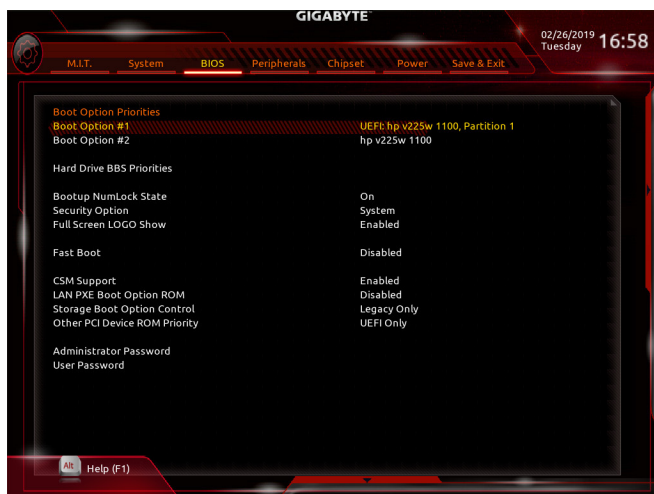 GIGABYTE
02/26/2019
Tuesday 16:58
M.I.T. System BIOS Peripherals Chipset Power Save & Exit
Boot Option Priorities
Boot Option #1 UEFI: hp v225w 1100, Partition 1
Boot Option #2 hp v225w 1100
Hard Drive BBS Priorities
Bootup NumLock State On
Security Option System
Full Screen LOGO Show Enabled
Fast Boot Disabled
CSM Support Enabled
LAN PXE Boot Option ROM Disabled
Storage Boot Option Control Legacy Only
Other PCI Device ROM Priority UEFI Only
Administrator Password
User Password
Alt Help (F1)